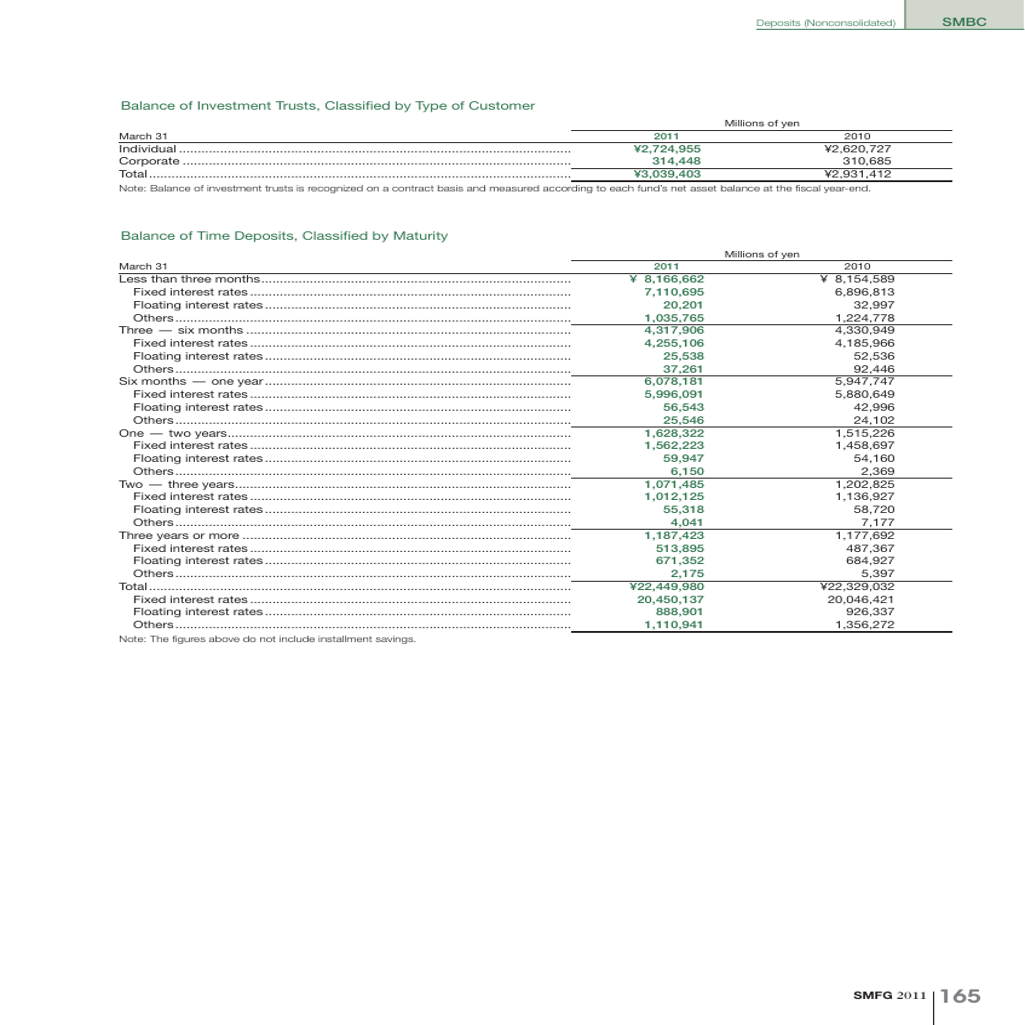 Deposits (Nonconsolidated) SMBC
Balance of Investment Trusts, Classified by Type of Customer
Millions of yen
March 31 2011 2010
Individual ¥2,724,955 ¥2,620,727
Corporate 314,448 310,685
Total ¥3,039,403 ¥2,931,412
Note: Balance of investment trusts is recognized on a contract basis and measured according to each fund's net asset balance at the fiscal year-end.
Balance of Time Deposits, Classified by Maturity
Millions of yen
March 31 2011 2010
Less than three months ¥ 8,166,662 ¥ 8,154,589
Fixed interest rates 7,110,695 6,896,813
Floating interest rates 20,201 32,997
Others 1,035,765 1,224,778
Three — six months 4,317,906 4,330,949
Fixed interest rates 4,255,106 4,185,966
Floating interest rates 25,538 52,536
Others 37,261 92,446
Six months — one year 6,078,181 5,947,747
Fixed interest rates 5,996,091 5,880,649
Floating interest rates 56,543 42,996
Others 25,546 24,102
One — two years 1,628,322 1,515,226
Fixed interest rates 1,562,223 1,458,697
Floating interest rates 59,947 54,160
Others 6,150 2,369
Two — three years 1,071,485 1,202,825
Fixed interest rates 1,012,125 1,136,927
Floating interest rates 55,318 58,720
Others 4,041 7,177
Three years or more 1,187,423 1,177,692
Fixed interest rates 513,895 487,367
Floating interest rates 671,352 684,927
Others 2,175 5,397
Total ¥22,449,980 ¥22,329,032
Fixed interest rates 20,450,137 20,046,421
Floating interest rates 888,901 926,337
Others 1,110,941 1,356,272
Note: The figures above do not include installment savings.
SMFG 2011 165